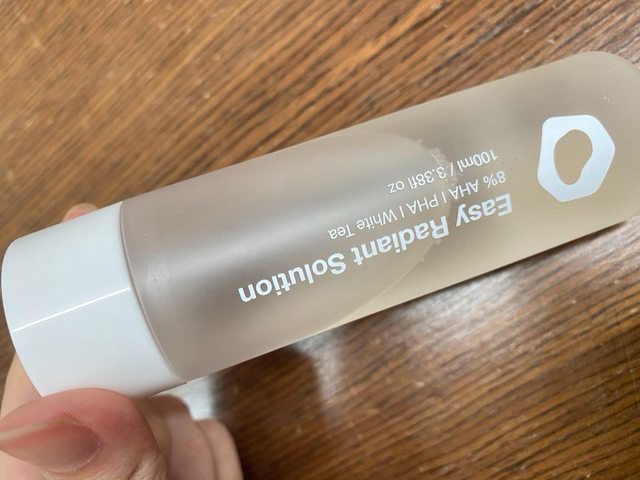 Easy Radiant Solution
8% AHA I PHA I White Tea
100ml / 3.38fl oz